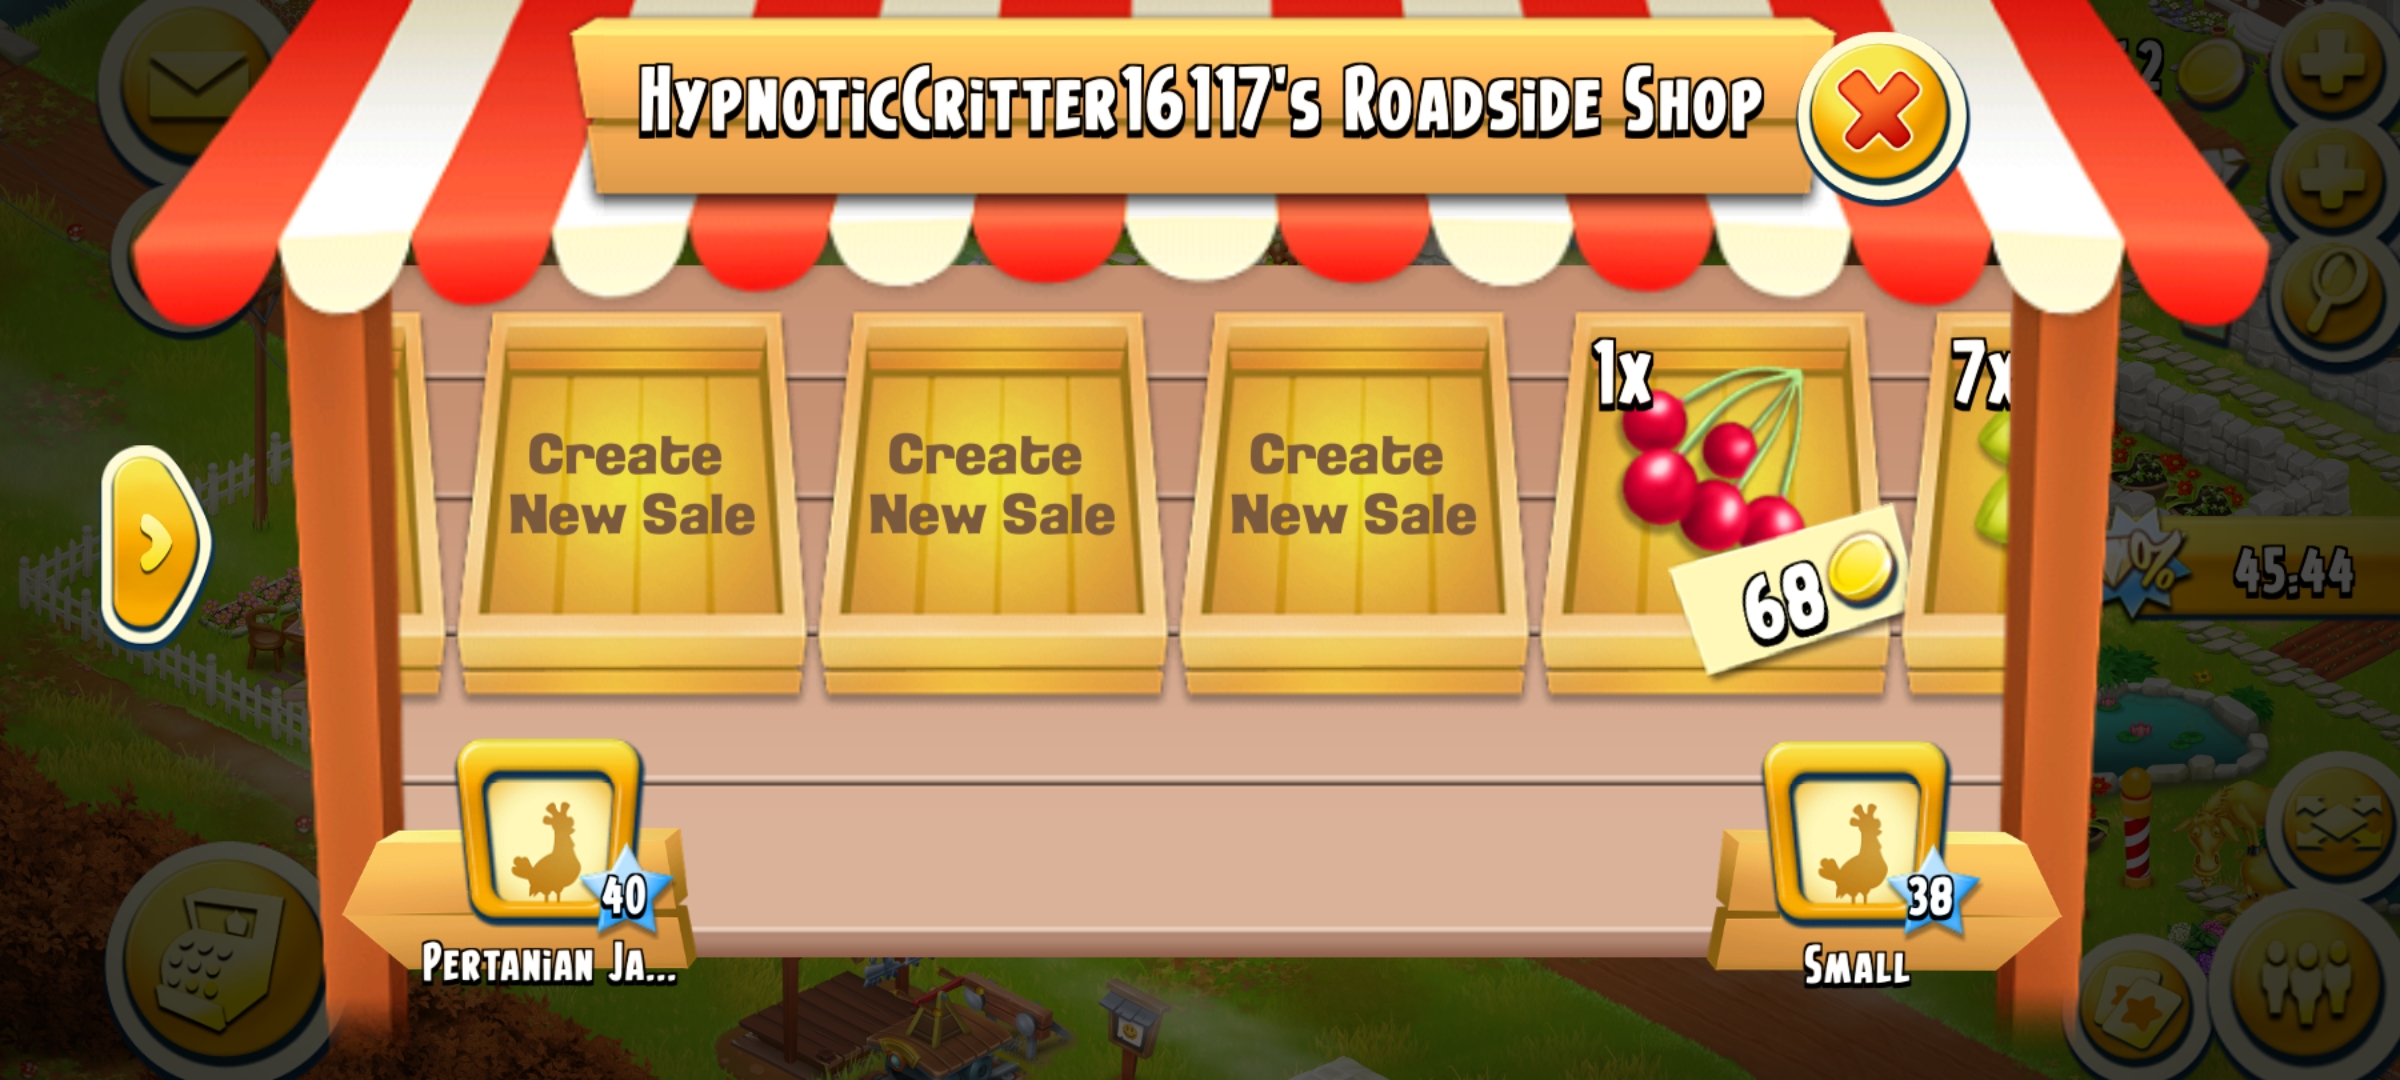 HypnoticCritter16117's Roadside Shop
Create
New Sale
Create
New Sale
Create
New Sale
1x
7x
68
45:44
40
38
Pertanian Ja...
Small